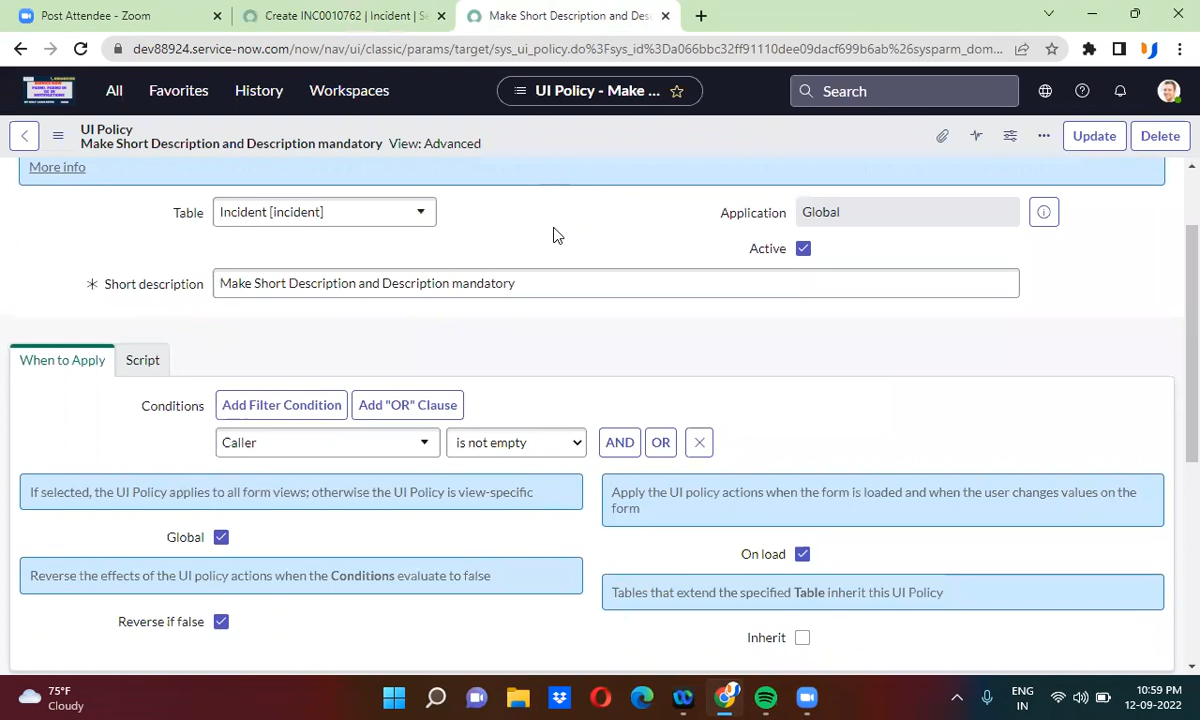 Post Attendee - Zoom
Create INC0010762 | Incident | Se
Make Short Description and Desc
dev88924.service-now.com/now/nav/ui/classic/params/target/sys_ui_policy.do%3Fsys_id%3Da066bbc32ff91110dee09dacf699b6ab%26sysparm_dom...
All
Favorites
History
Workspaces
UI Policy - Make ...
Search
UI Policy
Make Short Description and Description mandatory View: Advanced
Update
Delete
More info
Table
Incident [incident]
Application
Global
Active
Short description
Make Short Description and Description mandatory
When to Apply
Script
Conditions
Add Filter Condition
Add "OR" Clause
Caller
is not empty
AND
OR
If selected, the UI Policy applies to all form views; otherwise the UI Policy is view-specific
Apply the UI policy actions when the form is loaded and when the user changes values on the
form
Global
On load
Reverse the effects of the UI policy actions when the Conditions evaluate to false
Tables that extend the specified Table inherit this UI Policy
Reverse if false
Inherit
75°F
Cloudy
ENG
IN
10:59 PM
12-09-2022